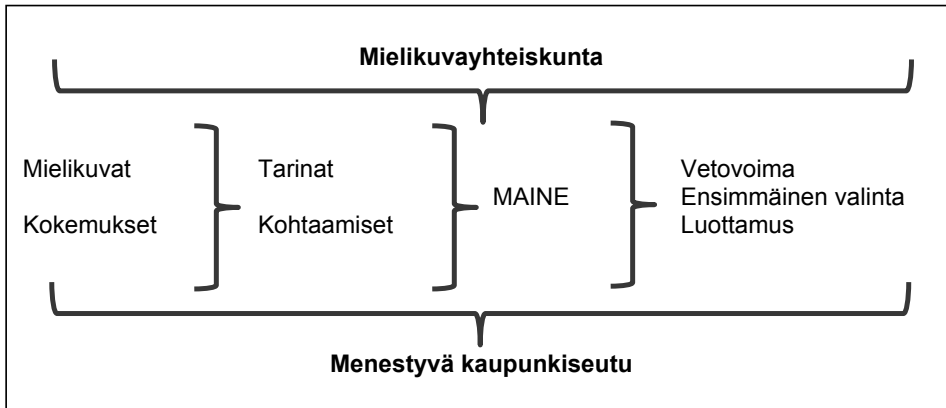 Mielikuvayhteiskunta
Mielikuvat
Kokemukset
Tarinat
Kohtaamiset
MAINE
Vetovoima
Ensimmäinen valinta
Luottamus
Menestyvä kaupunkiseutu